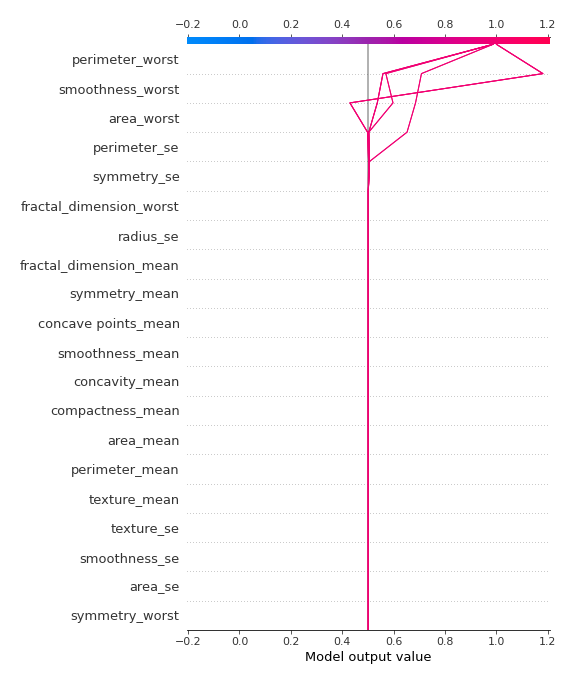 −0.2 0.0 0.2 0.4 0.6 0.8 1.0 1.2
perimeter_worst
smoothness_worst
area_worst
perimeter_se
symmetry_se
fractal_dimension_worst
radius_se
fractal_dimension_mean
symmetry_mean
concave points_mean
smoothness_mean
concavity_mean
compactness_mean
area_mean
perimeter_mean
texture_mean
texture_se
smoothness_se
area_se
symmetry_worst
−0.2 0.0 0.2 0.4 0.6 0.8 1.0 1.2
Model output value